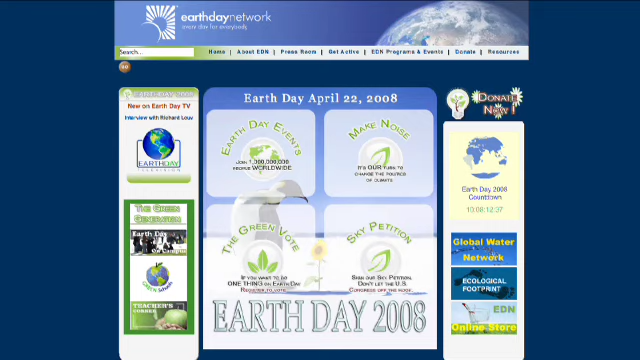 earthdaynetwork
every day for everybody
Search...
Home | About EDN | Press Room | Get Active | EDN Programs & Events | Donate | Resources
GO
EARTH DAY 2008
New on Earth Day TV
Interview with Richard Louv
EARTHDAY
TELEVISION
The Green
Generation
Earth Day
On Campus
GREEN Schools
TEACHER'S
CORNER
Earth Day April 22, 2008
EARTH DAY EVENTS
JOIN 1,000,000,000
PEOPLE WORLDWIDE
MAKE NOISE
IT'S OUR TURN TO
CHANGE THE POLITICS
OF CLIMATE
THE GREEN VOTE
IF YOU WANT TO DO
ONE THING ON EARTH DAY
REGISTER TO VOTE
SKY PETITION
SIGN OUR SKY PETITION.
DON'T LET THE U.S.
CONGRESS OFF THE HOOK.
EARTH DAY 2008
DONATE
NOW!
Earth Day 2008
Countdown
Global Water
Network
ECOLOGICAL
FOOTPRINT
EDN
Online Store